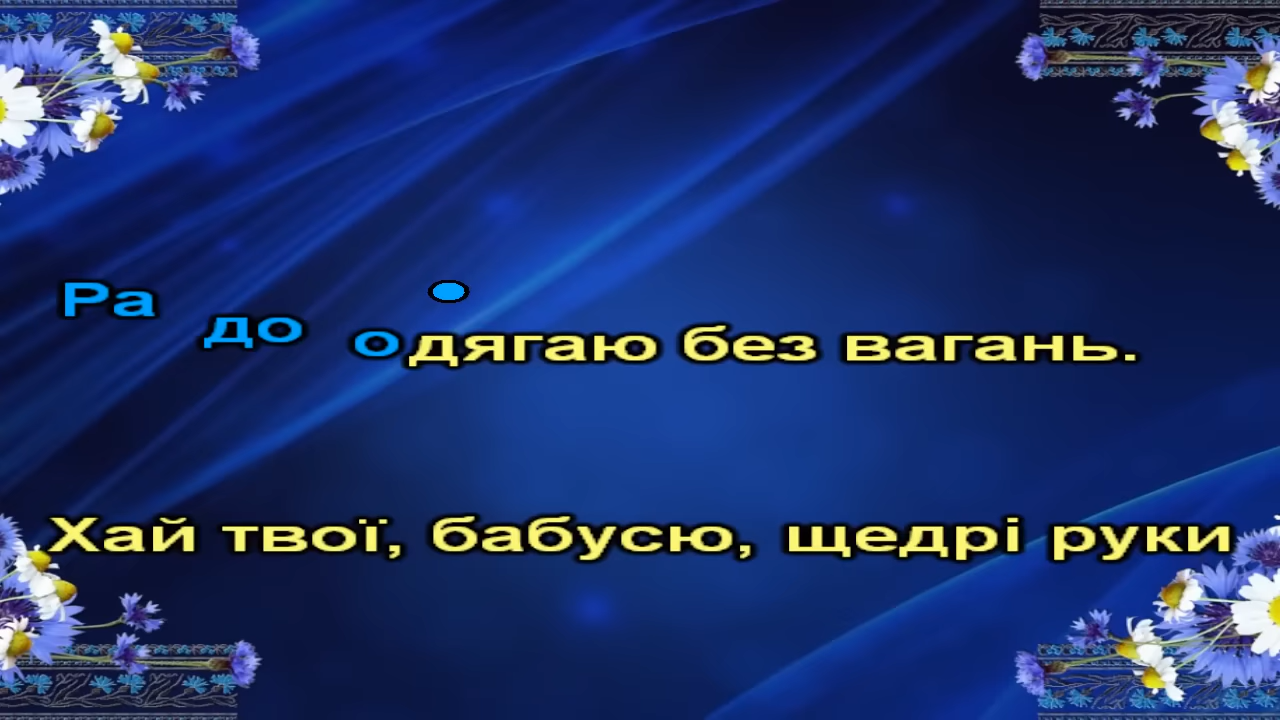 Радо одягаю без вагань.
Хай твої, бабусю, щедрі руки